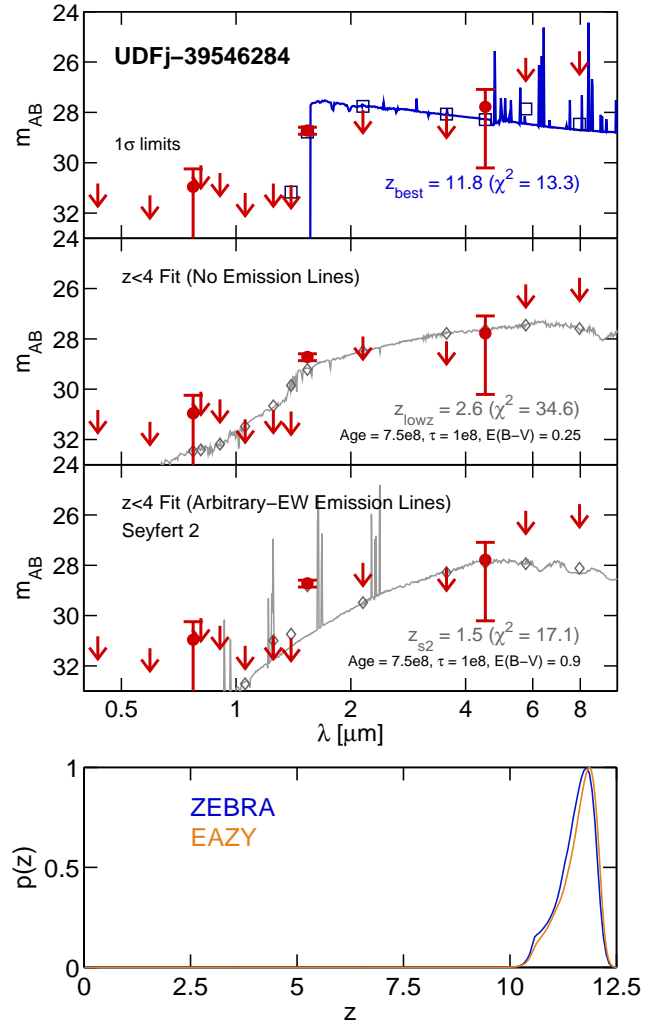 24
UDFj−39546284
26
28
m_AB
30
1σ limits
z_best = 11.8 (χ² = 13.3)
32
24
z<4 Fit (No Emission Lines)
26
28
m_AB
30
z_lowz = 2.6 (χ² = 34.6)
32
Age = 7.5e8, τ = 1e8, E(B−V) = 0.25
24
z<4 Fit (Arbitrary−EW Emission Lines)
Seyfert 2
26
28
m_AB
30
z_s2 = 1.5 (χ² = 17.1)
32
Age = 7.5e8, τ = 1e8, E(B−V) = 0.9
0.5 1 2 4 6 8
λ [μm]
1
ZEBRA
EAZY
p(z)
0.5
0
0 2.5 5 7.5 10 12.5
z